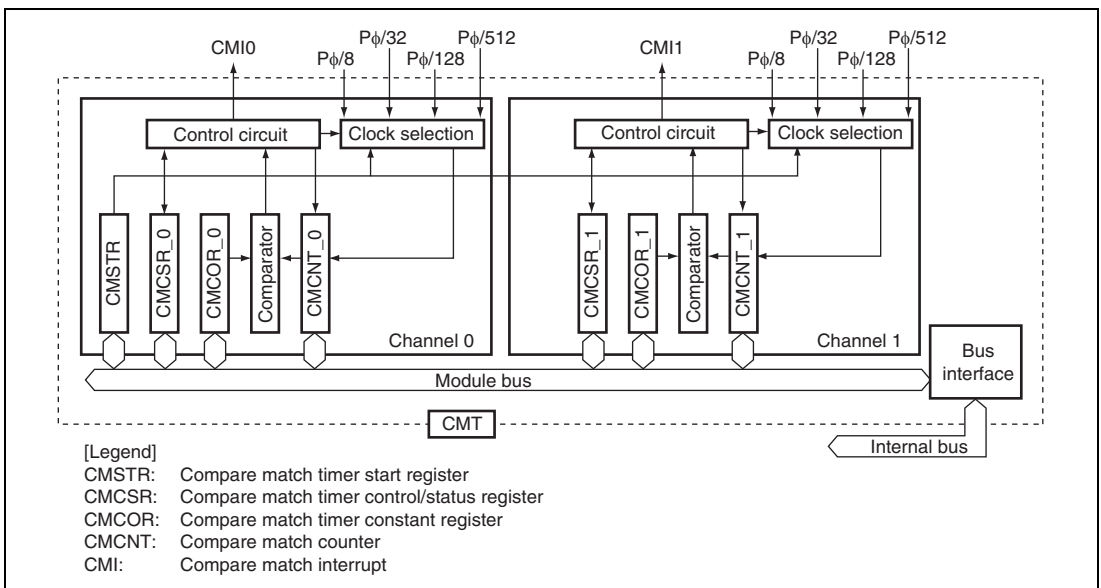 CMI0
Pϕ/8
Pϕ/32
Pϕ/128
Pϕ/512
CMI1
Pϕ/8
Pϕ/32
Pϕ/128
Pϕ/512
Control circuit
Clock selection
Control circuit
Clock selection
CMSTR
CMCSR_0
CMCOR_0
Comparator
CMCNT_0
Channel 0
CMCSR_1
CMCOR_1
Comparator
CMCNT_1
Channel 1
Module bus
Bus
interface
CMT
Internal bus
[Legend]
CMSTR: Compare match timer start register
CMCSR: Compare match timer control/status register
CMCOR: Compare match timer constant register
CMCNT: Compare match counter
CMI: Compare match interrupt